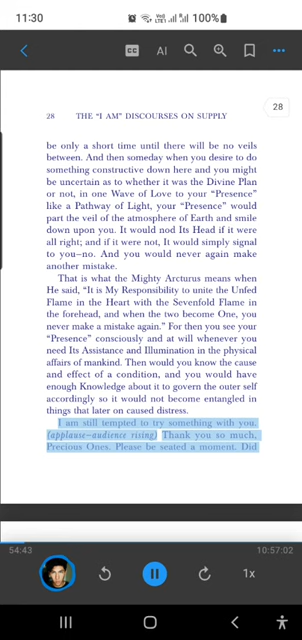 11:30
100%
CC
AI
28
28 THE "I AM" DISCOURSES ON SUPPLY
be only a short time until there will be no veils
between. And then someday when you desire to do
something constructive down here and you might
be uncertain as to whether it was the Divine Plan
or not, in one Wave of Love to your "Presence"
like a Pathway of Light, your "Presence" would
part the veil of the atmosphere of Earth and smile
down upon you. It would nod Its Head if it were
all right; and if it were not, It would simply signal
to you—no. And you would never again make
another mistake.
That is what the Mighty Arcturus means when
He said, "It is My Responsibility to unite the Unfed
Flame in the Heart with the Sevenfold Flame in
the forehead, and when the two become One, you
never make a mistake again." For then you see your
"Presence" consciously and at will whenever you
need Its Assistance and Illumination in the physical
affairs of mankind. Then would you know the cause
and effect of a condition, and you would have
enough Knowledge about it to govern the outer self
accordingly so it would not become entangled in
things that later on caused distress.
I am still tempted to try something with you.
(applause—audience rising) Thank you so much,
Precious Ones. Please be seated a moment. Did
54:43
10:57:02
1x